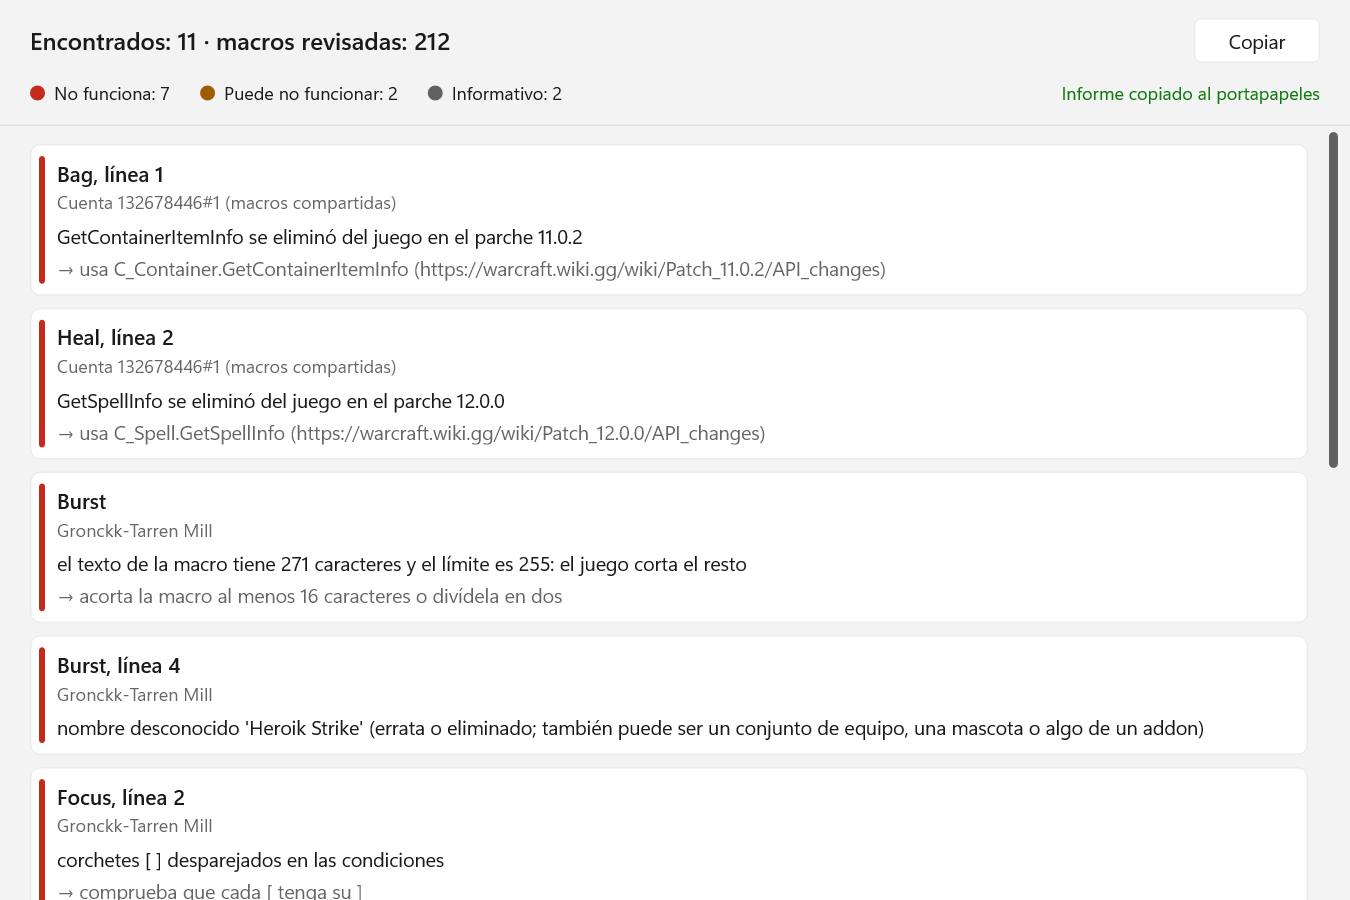 Encontrados: 11 · macros revisadas: 212
Copiar
No funciona: 7
Puede no funcionar: 2
Informativo: 2
Informe copiado al portapapeles
Bag, línea 1
Cuenta 132678446#1 (macros compartidas)
GetContainerItemInfo se eliminó del juego en el parche 11.0.2
→ usa C_Container.GetContainerItemInfo (https://warcraft.wiki.gg/wiki/Patch_11.0.2/API_changes)
Heal, línea 2
Cuenta 132678446#1 (macros compartidas)
GetSpellInfo se eliminó del juego en el parche 12.0.0
→ usa C_Spell.GetSpellInfo (https://warcraft.wiki.gg/wiki/Patch_12.0.0/API_changes)
Burst
Gronckk-Tarren Mill
el texto de la macro tiene 271 caracteres y el límite es 255: el juego corta el resto
→ acorta la macro al menos 16 caracteres o divídela en dos
Burst, línea 4
Gronckk-Tarren Mill
nombre desconocido 'Heroik Strike' (errata o eliminado; también puede ser un conjunto de equipo, una mascota o algo de un addon)
Focus, línea 2
Gronckk-Tarren Mill
corchetes [ ] desparejados en las condiciones
→ comprueba que cada [ tenga su ]